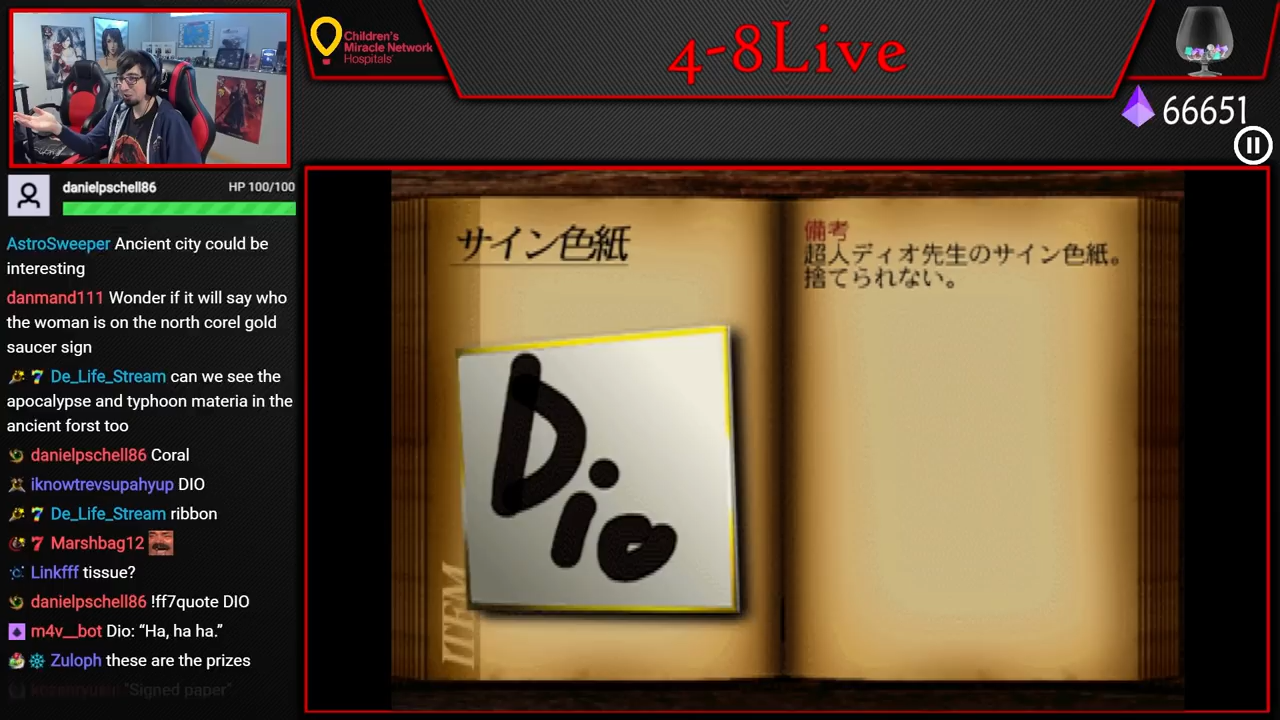 Children's
Miracle Network
Hospitals
4-8Live
66651
danielpschell86
HP 100/100
AstroSweeper Ancient city could be
interesting
danmand111 Wonder if it will say who
the woman is on the north corel gold
saucer sign
7 De_Life_Stream can we see the
apocalypse and typhoon materia in the
ancient forst too
danielpschell86 Coral
iknowtrevsupahyup DIO
7 De_Life_Stream ribbon
7 Marshbag12
Linkfff tissue?
danielpschell86 !ff7quote DIO
m4v__bot Dio: “Ha, ha ha.”
Zuloph these are the prizes
"Signed paper"
サイン色紙
Dio
ITEM
備考
超人ディオ先生のサイン色紙。
捨てられない。